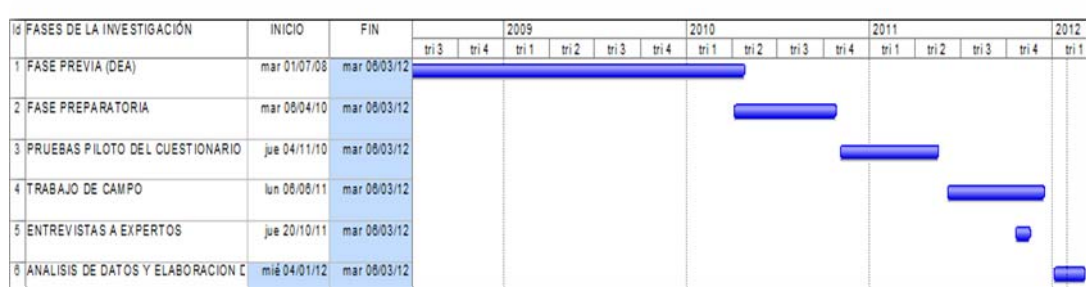 Id FASES DE LA INVESTIGACIÓN INICIO FIN 2009 2010 2011 2012
tri 3 tri 4 tri 1 tri 2 tri 3 tri 4 tri 1 tri 2 tri 3 tri 4 tri 1 tri 2 tri 3 tri 4 tri 1
1 FASE PREVIA (DEA) mar 01/07/08 mar 06/03/12
2 FASE PREPARATORIA mar 06/04/10 mar 06/03/12
3 PRUEBAS PILOTO DEL CUESTIONARIO jue 04/11/10 mar 06/03/12
4 TRABAJO DE CAMPO lun 06/06/11 mar 06/03/12
5 ENTREVISTAS A EXPERTOS jue 20/10/11 mar 06/03/12
6 ANALISIS DE DATOS Y ELABORACION D mié 04/01/12 mar 06/03/12